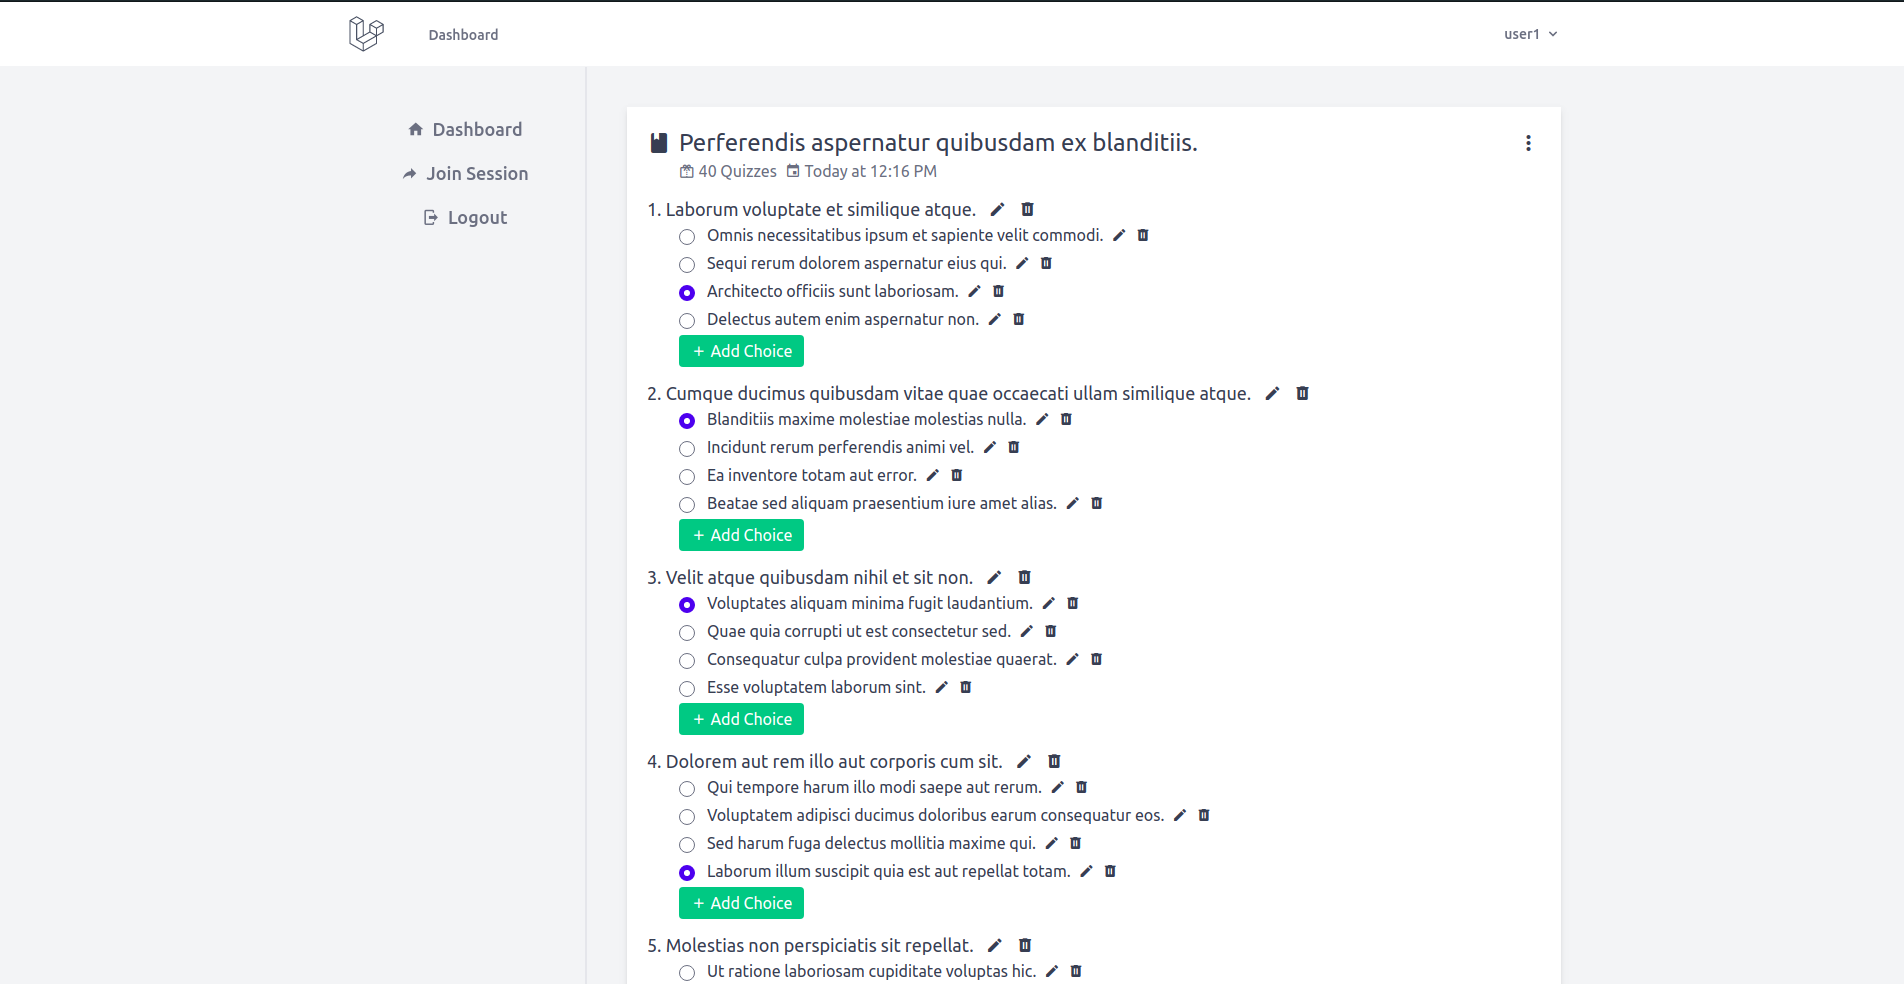 Dashboard
user1
Dashboard
Join Session
Logout
Perferendis aspernatur quibusdam ex blanditiis.
40 Quizzes Today at 12:16 PM
1. Laborum voluptate et similique atque.
Omnis necessitatibus ipsum et sapiente velit commodi.
Sequi rerum dolorem aspernatur eius qui.
Architecto officiis sunt laboriosam.
Delectus autem enim aspernatur non.
+ Add Choice
2. Cumque ducimus quibusdam vitae quae occaecati ullam similique atque.
Blanditiis maxime molestiae molestias nulla.
Incidunt rerum perferendis animi vel.
Ea inventore totam aut error.
Beatae sed aliquam praesentium iure amet alias.
+ Add Choice
3. Velit atque quibusdam nihil et sit non.
Voluptates aliquam minima fugit laudantium.
Quae quia corrupti ut est consectetur sed.
Consequatur culpa provident molestiae quaerat.
Esse voluptatem laborum sint.
+ Add Choice
4. Dolorem aut rem illo aut corporis cum sit.
Qui tempore harum illo modi saepe aut rerum.
Voluptatem adipisci ducimus doloribus earum consequatur eos.
Sed harum fuga delectus mollitia maxime qui.
Laborum illum suscipit quia est aut repellat totam.
+ Add Choice
5. Molestias non perspiciatis sit repellat.
Ut ratione laboriosam cupiditate voluptas hic.